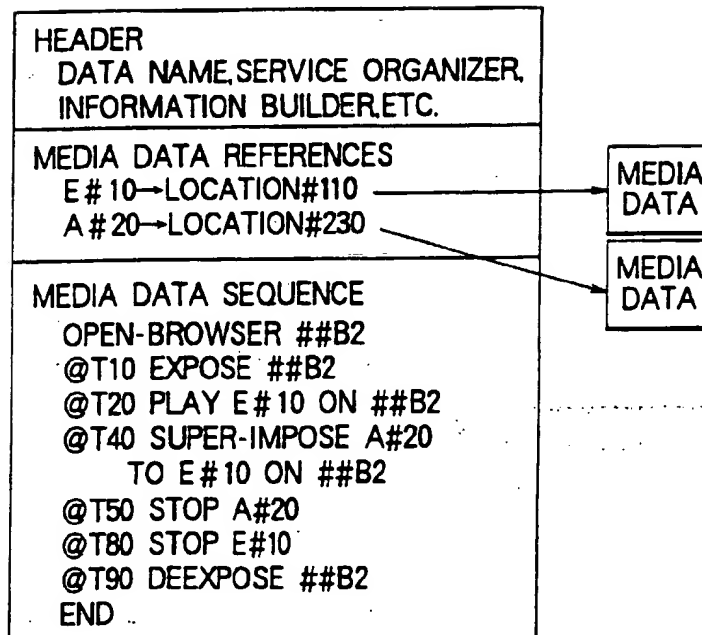 HEADER
DATA NAME,SERVICE ORGANIZER,
INFORMATION BUILDER,ETC.
MEDIA DATA REFERENCES
E#10→LOCATION#110
A#20→LOCATION#230
MEDIA
DATA
MEDIA
DATA
MEDIA DATA SEQUENCE
OPEN-BROWSER ##B2
@T10 EXPOSE ##B2
@T20 PLAY E#10 ON ##B2
@T40 SUPER-IMPOSE A#20
TO E#10 ON ##B2
@T50 STOP A#20
@T80 STOP E#10
@T90 DEEXPOSE ##B2
END